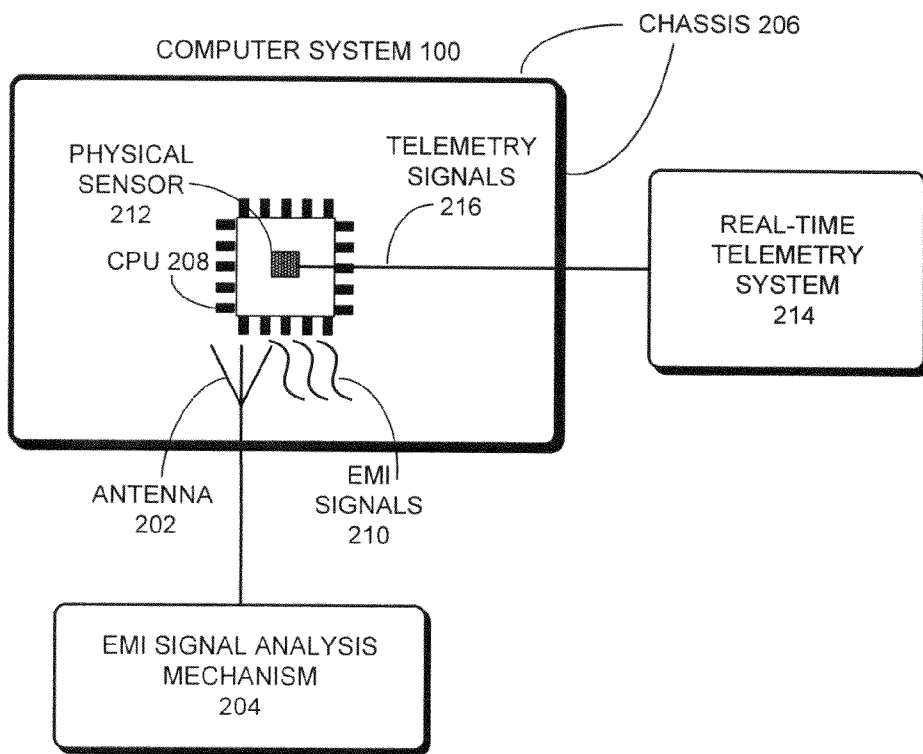 CHASSIS 206
COMPUTER SYSTEM 100
PHYSICAL
SENSOR
212
TELEMETRY
SIGNALS
216
CPU 208
REAL-TIME
TELEMETRY
SYSTEM
214
ANTENNA
202
EMI
SIGNALS
210
EMI SIGNAL ANALYSIS
MECHANISM
204